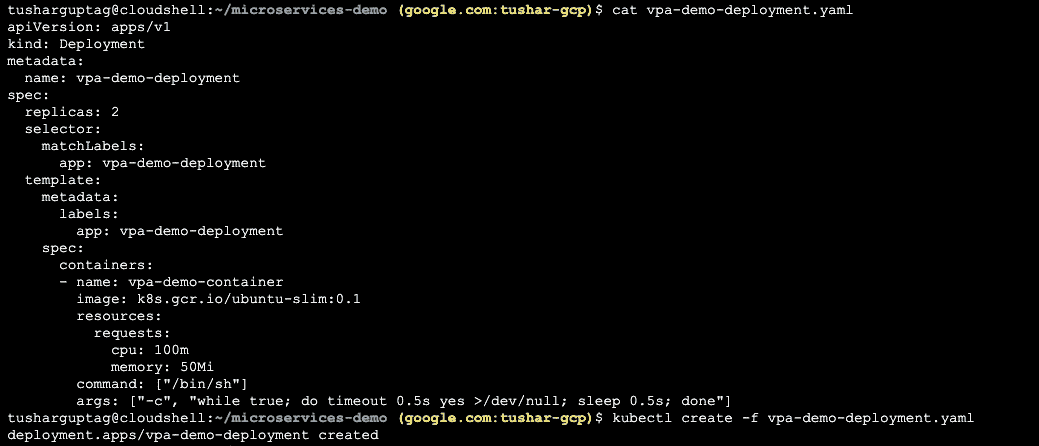 tusharguptag@cloudshell:~/microservices-demo (google.com:tushar-gcp)$ cat vpa-demo-deployment.yaml
apiVersion: apps/v1
kind: Deployment
metadata:
  name: vpa-demo-deployment
spec:
  replicas: 2
  selector:
    matchLabels:
      app: vpa-demo-deployment
  template:
    metadata:
      labels:
        app: vpa-demo-deployment
    spec:
      containers:
      - name: vpa-demo-container
        image: k8s.gcr.io/ubuntu-slim:0.1
        resources:
          requests:
            cpu: 100m
            memory: 50Mi
        command: ["/bin/sh"]
        args: ["-c", "while true; do timeout 0.5s yes >/dev/null; sleep 0.5s; done"]
tusharguptag@cloudshell:~/microservices-demo (google.com:tushar-gcp)$ kubectl create -f vpa-demo-deployment.yaml
deployment.apps/vpa-demo-deployment created